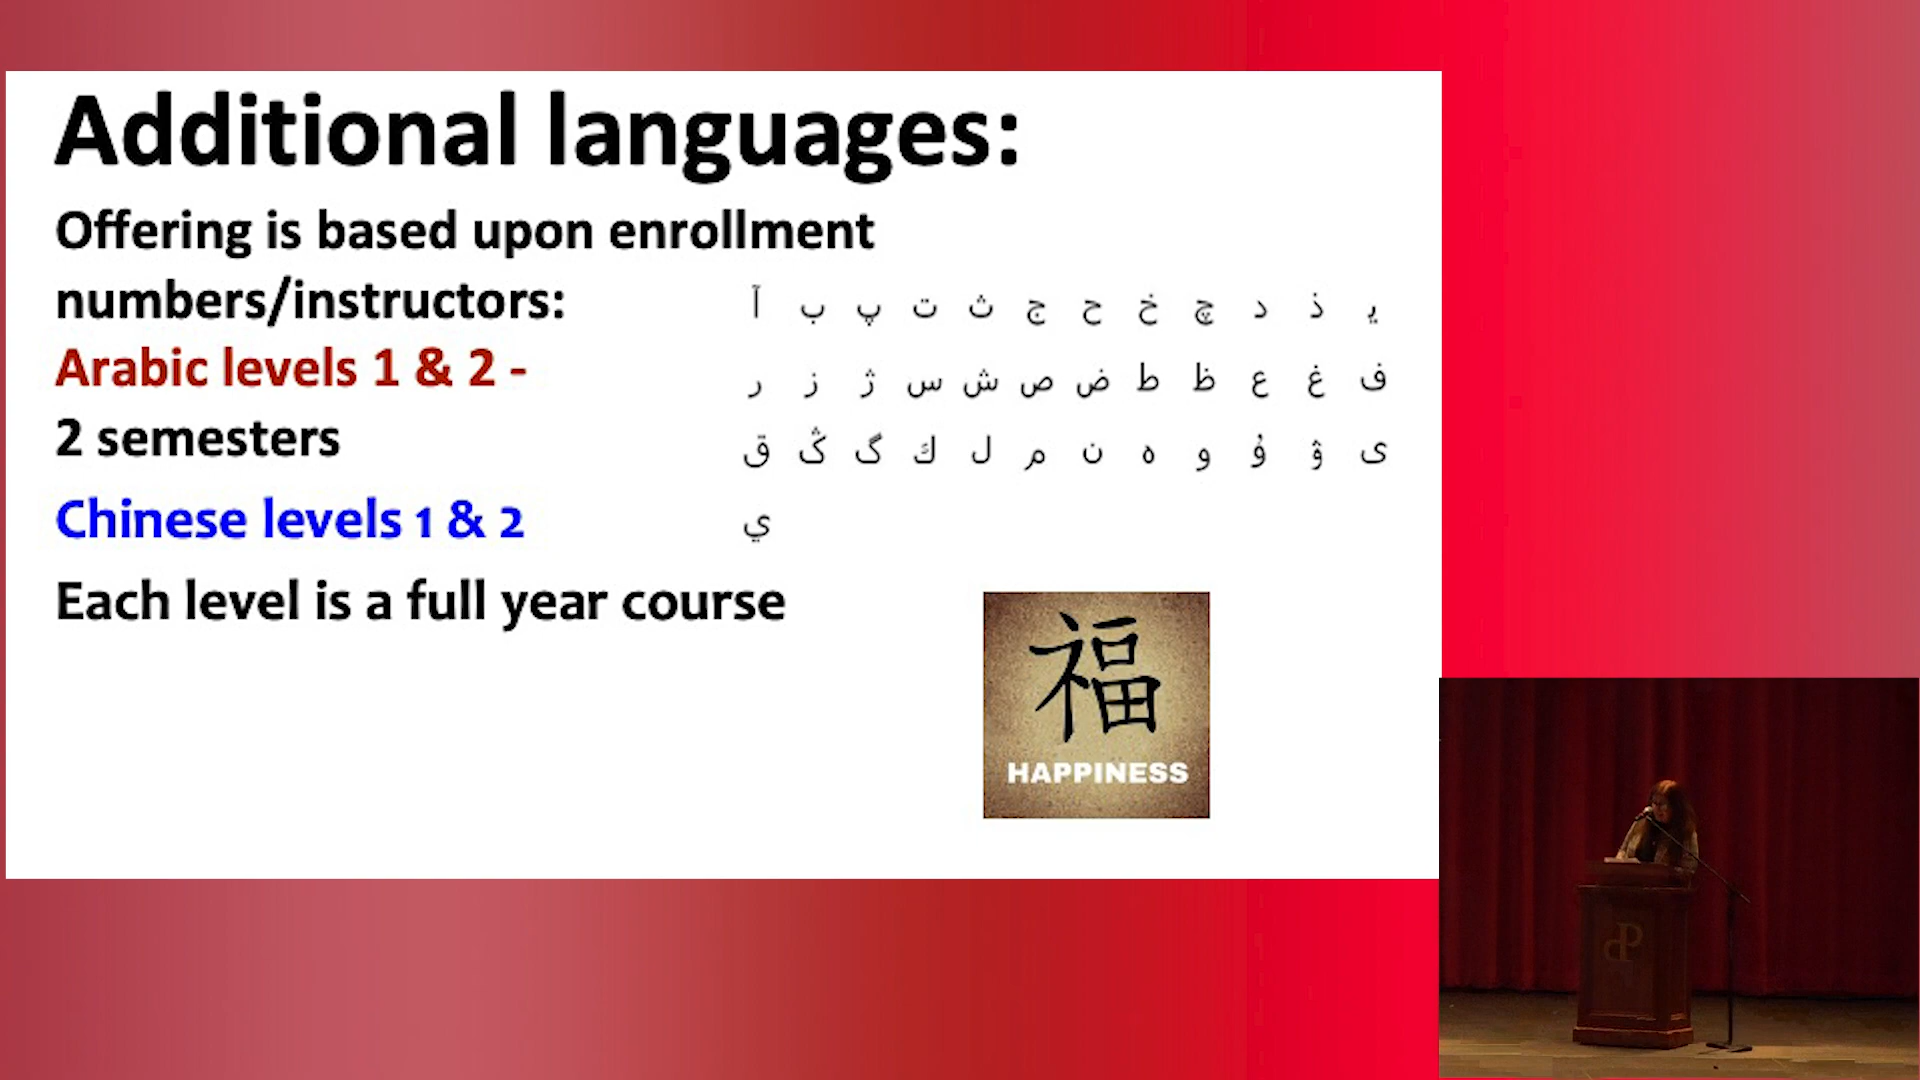 Additional languages:
Offering is based upon enrollment
numbers/instructors:
Arabic levels 1 & 2 -
2 semesters
Chinese levels 1 & 2
Each level is a full year course
آ ب پ ت ث ج ح خ چ د ذ ﻳ
ر ز ژ س ش ص ض ط ظ ع غ ف
ق ڭ گ ك ل م ن ه و ۇ ۋ ى
ي
福
HAPPINESS